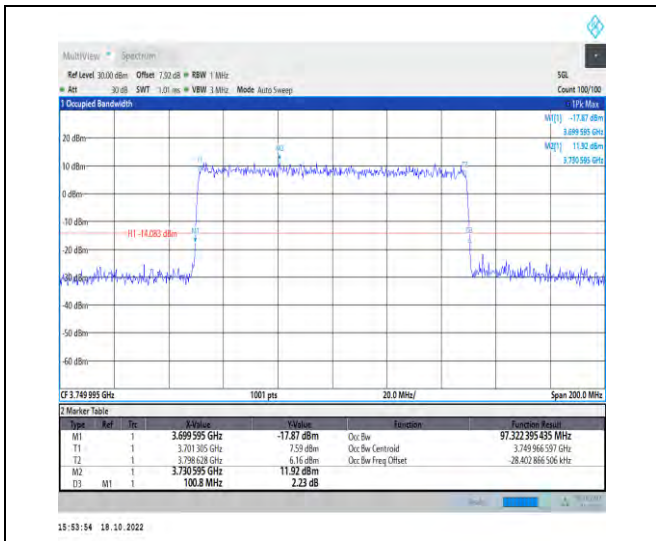 MultiView Spectrum
Ref Level 30.00 dBm Offset 7.92 dB RBW 1 MHz SGL
Att 30 dB SWT 1.01 ms VBW 3 MHz Mode Auto Sweep Count 100/100
1 Occupied Bandwidth 1Pk Max
M1[1] -17.87 dBm
3.699 595 GHz
M2[1] 11.92 dBm
3.730 595 GHz
20 dBm
10 dBm
0 dBm
-10 dBm
H1 -14.083 dBm
-20 dBm
-30 dBm
-40 dBm
-50 dBm
-60 dBm
M1
M2
CF 3.749 995 GHz 1001 pts 20.0 MHz/ Span 200.0 MHz
2 Marker Table
Type Ref Trc X-Value Y-Value Function Function Result
M1 1 3.699 595 GHz -17.87 dBm Occ Bw 97.322 395 435 MHz
T1 1 3.701 305 GHz 7.59 dBm Occ Bw Centroid 3.749 966 597 GHz
T2 1 3.798 628 GHz 6.16 dBm Occ Bw Freq Offset -28.402 866 506 kHz
M2 1 3.730 595 GHz 11.92 dBm
D3 M1 1 100.8 MHz 2.23 dB
15:53:54 18.10.2022